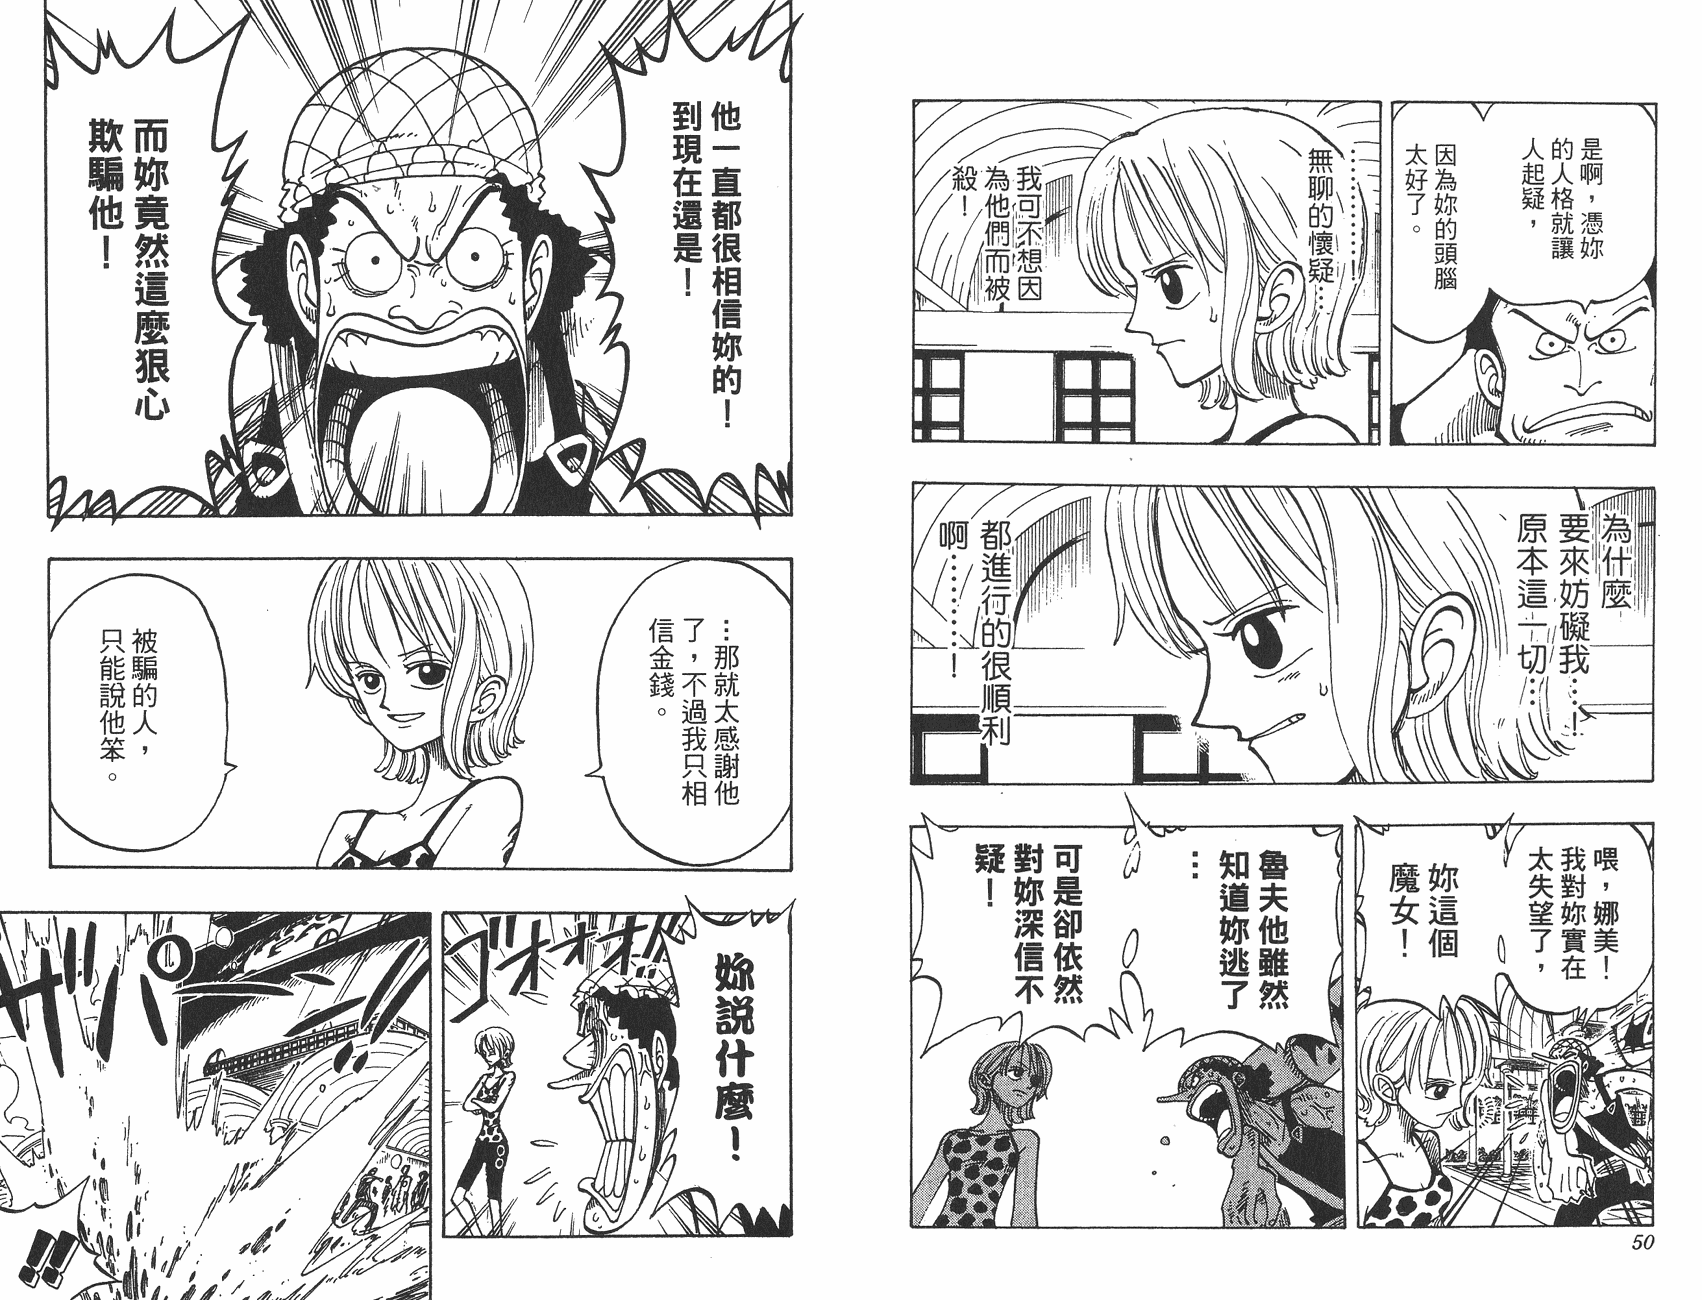 是啊，憑妳
的人格就讓
人起疑，
因為妳的頭腦
太好了。
…………！
無聊的懷疑…
我可不想因
為他們而被
殺！
為什麼
要來妨礙我…！
原本這一切…
都進行的很順利
啊…………！
喂，娜美！
我對妳實在
太失望了，
妳這個
魔女！
魯夫他雖然
知道妳逃了
…
可是卻依然
對妳深信不
疑！
50
他一直都很相信妳的！
到現在還是！
而妳竟然這麼狠心
欺騙他！
…那就太感謝他
了，不過我只相
信金錢。
被騙的人，
只能說他笨。
妳說什麼！
ゴオオオ
!!